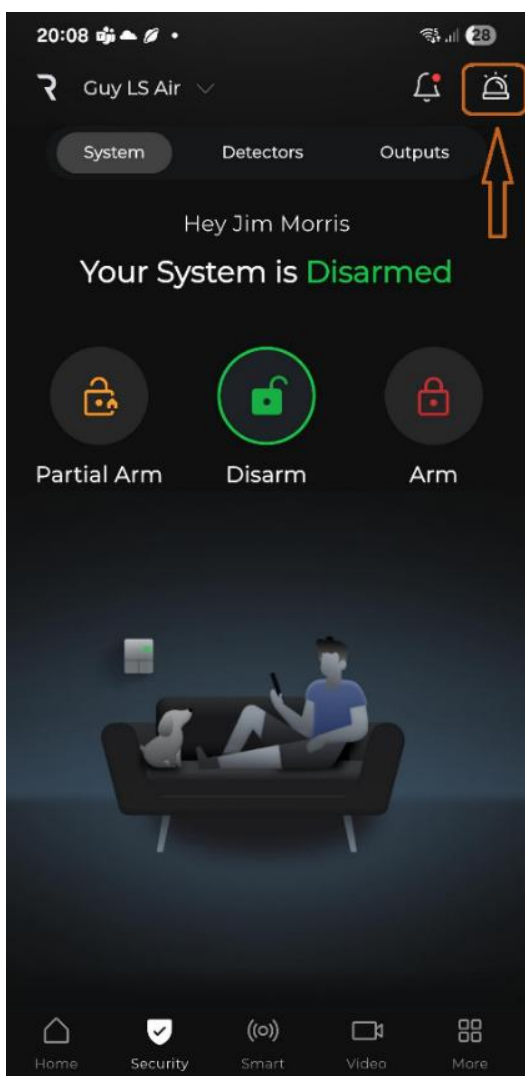 20:08 28
Guy LS Air
System Detectors Outputs
Hey Jim Morris
Your System is Disarmed
Partial Arm Disarm Arm
Home Security Smart Video More